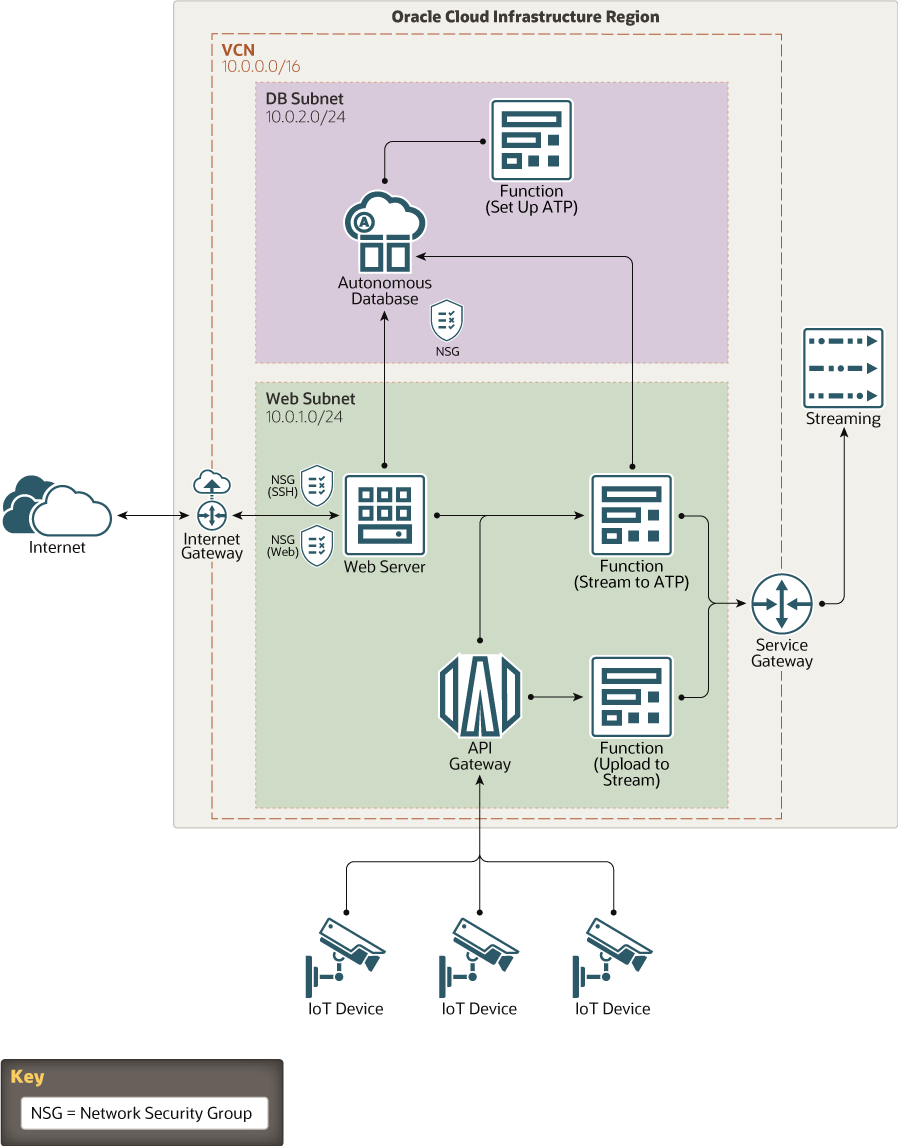 Oracle Cloud Infrastructure Region
VCN
10.0.0.0/16
DB Subnet
10.0.2.0/24
Function
(Set Up ATP)
A
Autonomous
Database
NSG
Web Subnet
10.0.1.0/24
Streaming
NSG
(SSH)
Internet
Internet
Gateway
NSG
(Web)
Web Server
Function
(Stream to ATP)
Service
Gateway
API
Gateway
Function
(Upload to
Stream)
IoT Device
IoT Device
IoT Device
Key
NSG = Network Security Group